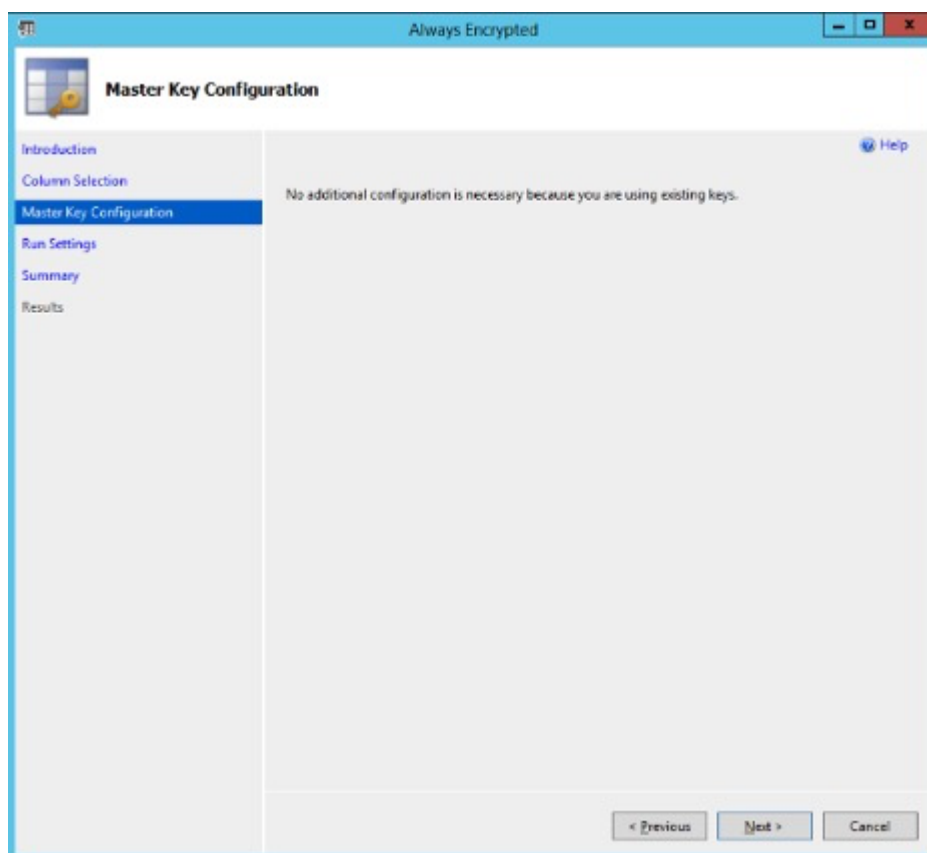 Always Encrypted
Master Key Configuration
Introduction
Column Selection
Master Key Configuration
Run Settings
Summary
Results
Help
No additional configuration is necessary because you are using existing keys.
< Previous
Next >
Cancel